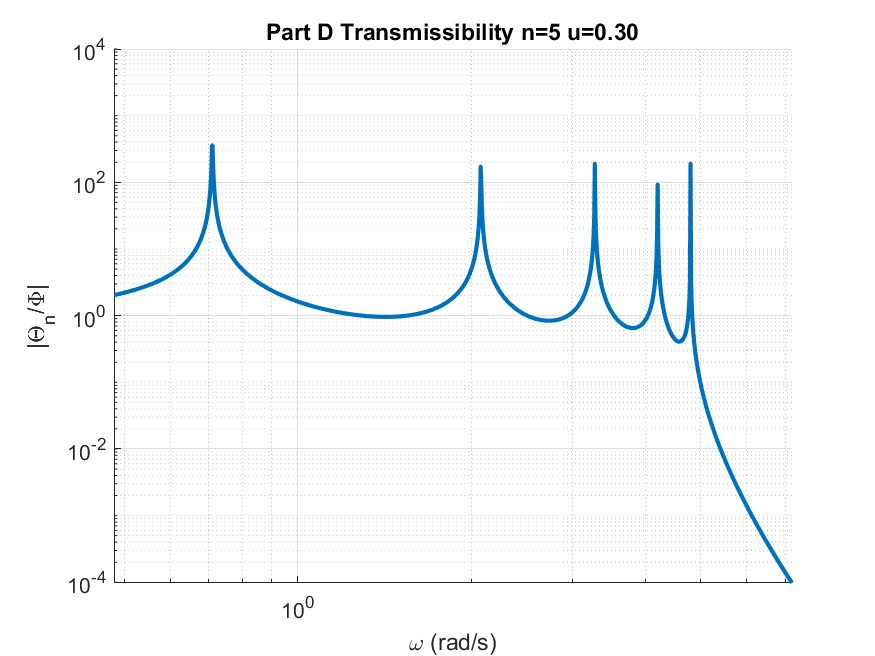 Part D Transmissibility n=5 u=0.30
10^4
10^2
10^0
10^-2
10^-4
|Θ_n/Φ|
10^0
ω (rad/s)